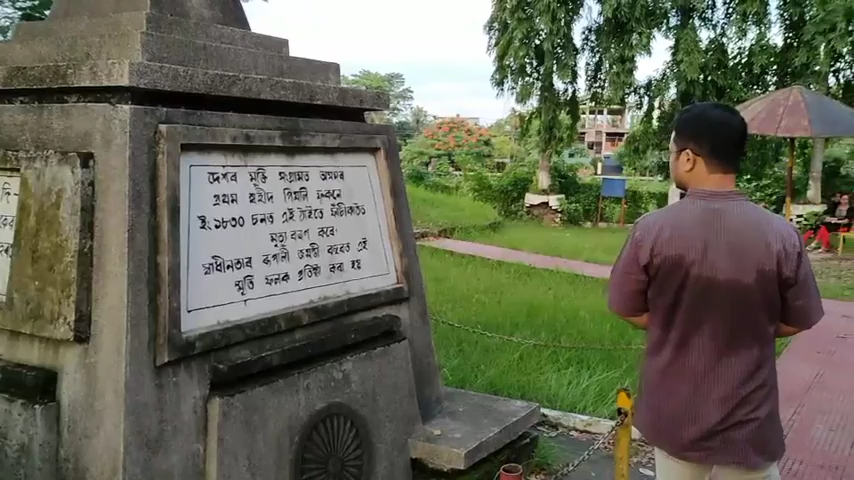 দেশৰ মুক্তি সংগ্ৰামত অসমৰ
প্ৰথম শ্বহীদ পিয়লি ফুকনে
ইং ১৮৩০ চনত এই ঠাইতে ফাঁচীকাঠত
মৃত্যু বৰণ কৰে।
স্বাধীনতাৰ ৰূপালী জয়ন্তী বৰ্ষত এই
স্মৃতি ফলক প্ৰতিষ্ঠা কৰা হয়